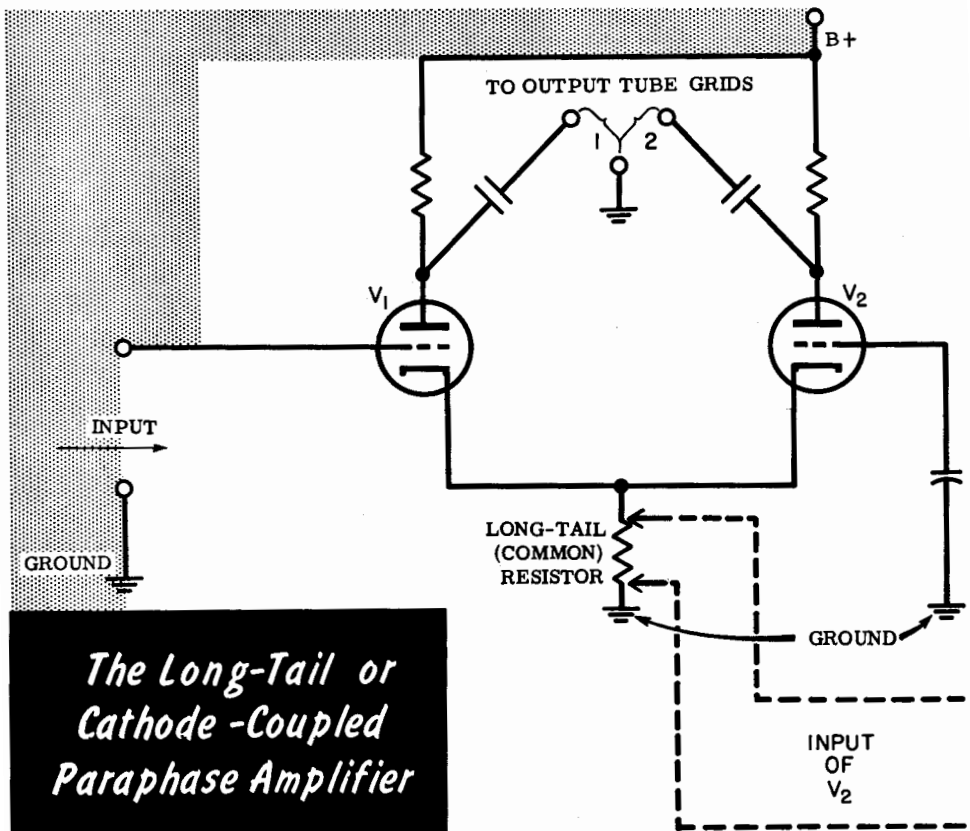 B+
TO OUTPUT TUBE GRIDS
1 2
V1
V2
INPUT
LONG-TAIL
(COMMON)
RESISTOR
GROUND
GROUND
The Long-Tail or
Cathode-Coupled
Paraphase Amplifier
INPUT
OF
V2